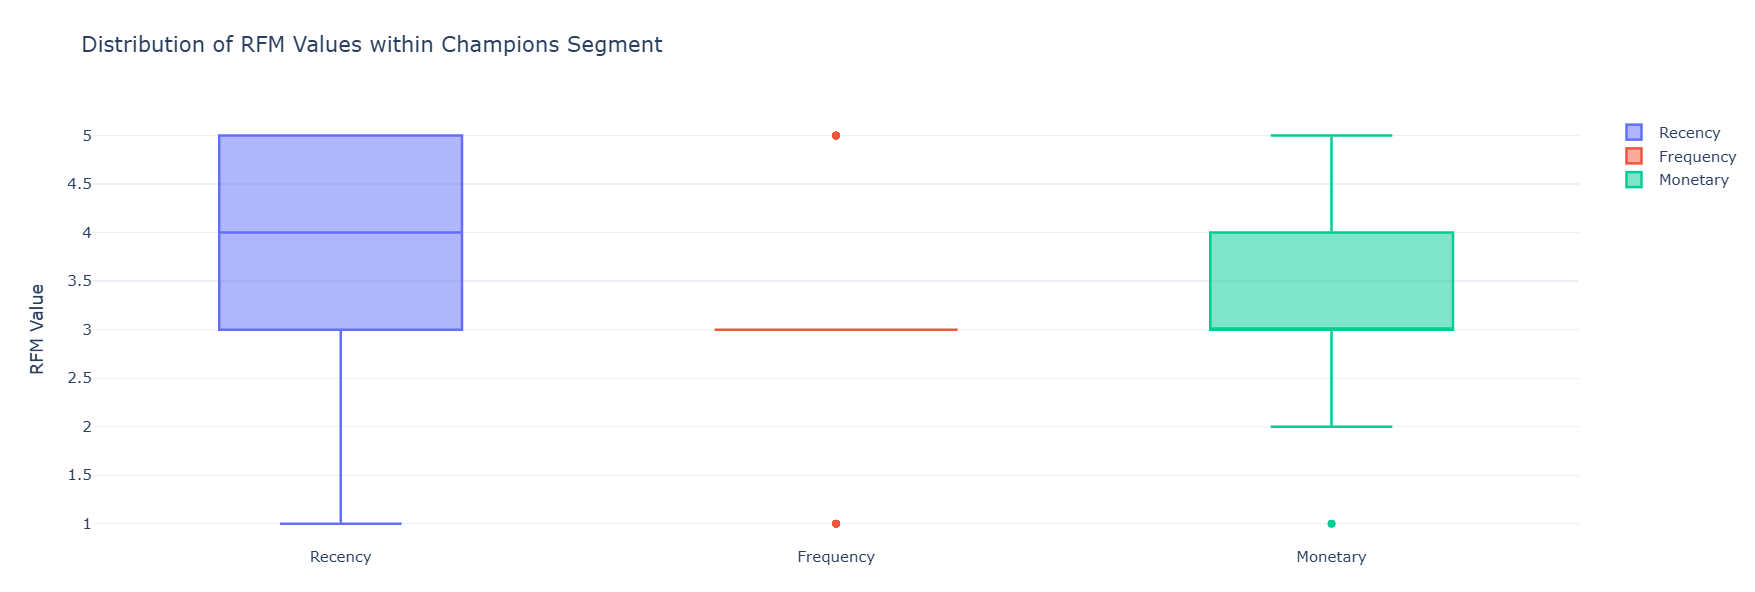 Distribution of RFM Values within Champions Segment
RFM Value
5
4.5
4
3.5
3
2.5
2
1.5
1
Recency
Frequency
Monetary
Recency
Frequency
Monetary